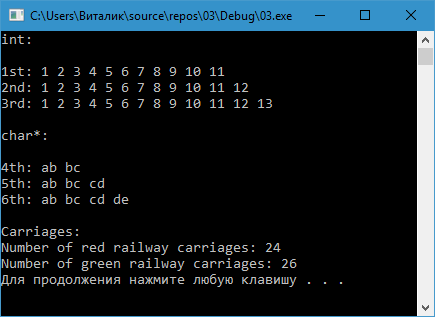 C:\Users\Виталик\source\repos\03\Debug\03.exe
int:
1st: 1 2 3 4 5 6 7 8 9 10 11
2nd: 1 2 3 4 5 6 7 8 9 10 11 12
3rd: 1 2 3 4 5 6 7 8 9 10 11 12 13
char*:
4th: ab bc
5th: ab bc cd
6th: ab bc cd de
Carriages:
Number of red railway carriages: 24
Number of green railway carriages: 26
Для продолжения нажмите любую клавишу . . .